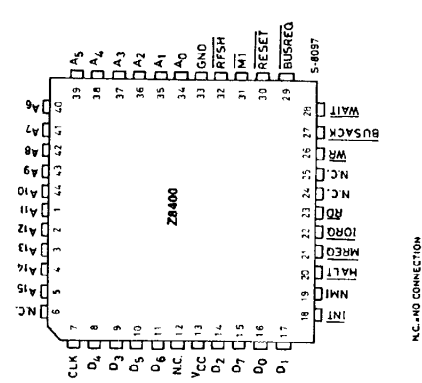 A5
A4
A3
A2
A1
A0
GND
RFSH
M1
RESET
BUSREQ
39
38
37
36
35
34
33
32
31
30
29
S-8097
A6
A7
A8
A9
A10
A11
A12
A13
A14
A15
N.C.
40
41
42
43
44
1
2
3
4
5
6
Z8400
28
27
26
25
24
23
22
21
20
19
18
WAIT
BUSACK
WR
N.C.
N.C.
RD
IORQ
MREQ
HALT
NMI
INT
7
8
9
10
11
12
13
14
15
16
17
CLK
D4
D3
D5
D6
N.C.
VCC
D2
D7
D0
D1
N.C.=NO CONNECTION